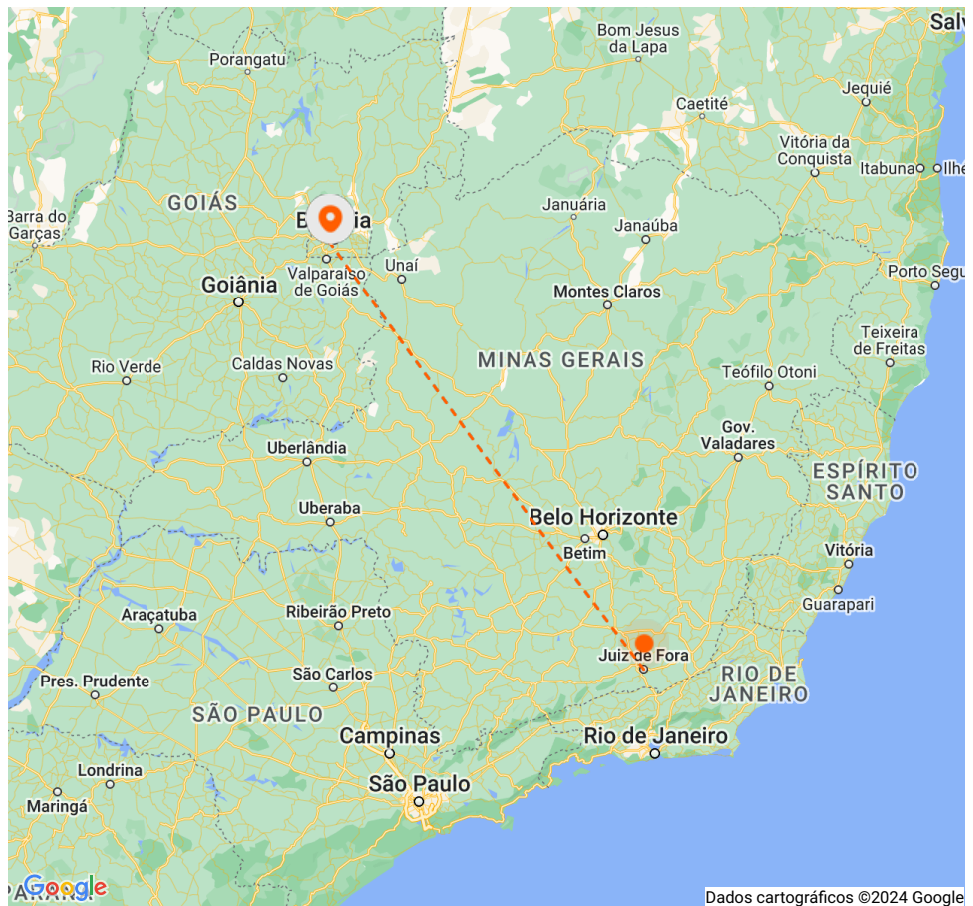 Salv
Bom Jesus
da Lapa
Porangatu
Jequié
Caetité
Vitória da
Conquista
Itabuna
Ilhé
GOIÁS
Januária
Barra do
Garças
B
ia
Janaúba
Unaí
Valparaíso
de Goiás
Porto Segu
Goiânia
Montes Claros
Teixeira
de Freitas
MINAS GERAIS
Rio Verde
Caldas Novas
Teófilo Otoni
Gov.
Valadares
Uberlândia
ESPÍRITO
SANTO
Uberaba
Belo Horizonte
Betim
Vitória
Guarapari
Araçatuba
Ribeirão Preto
Juiz de Fora
São Carlos
RIO DE
JANEIRO
Pres. Prudente
SÃO PAULO
Campinas
Rio de Janeiro
Londrina
São Paulo
Maringá
Google
PARANÁ
Dados cartográficos ©2024 Google